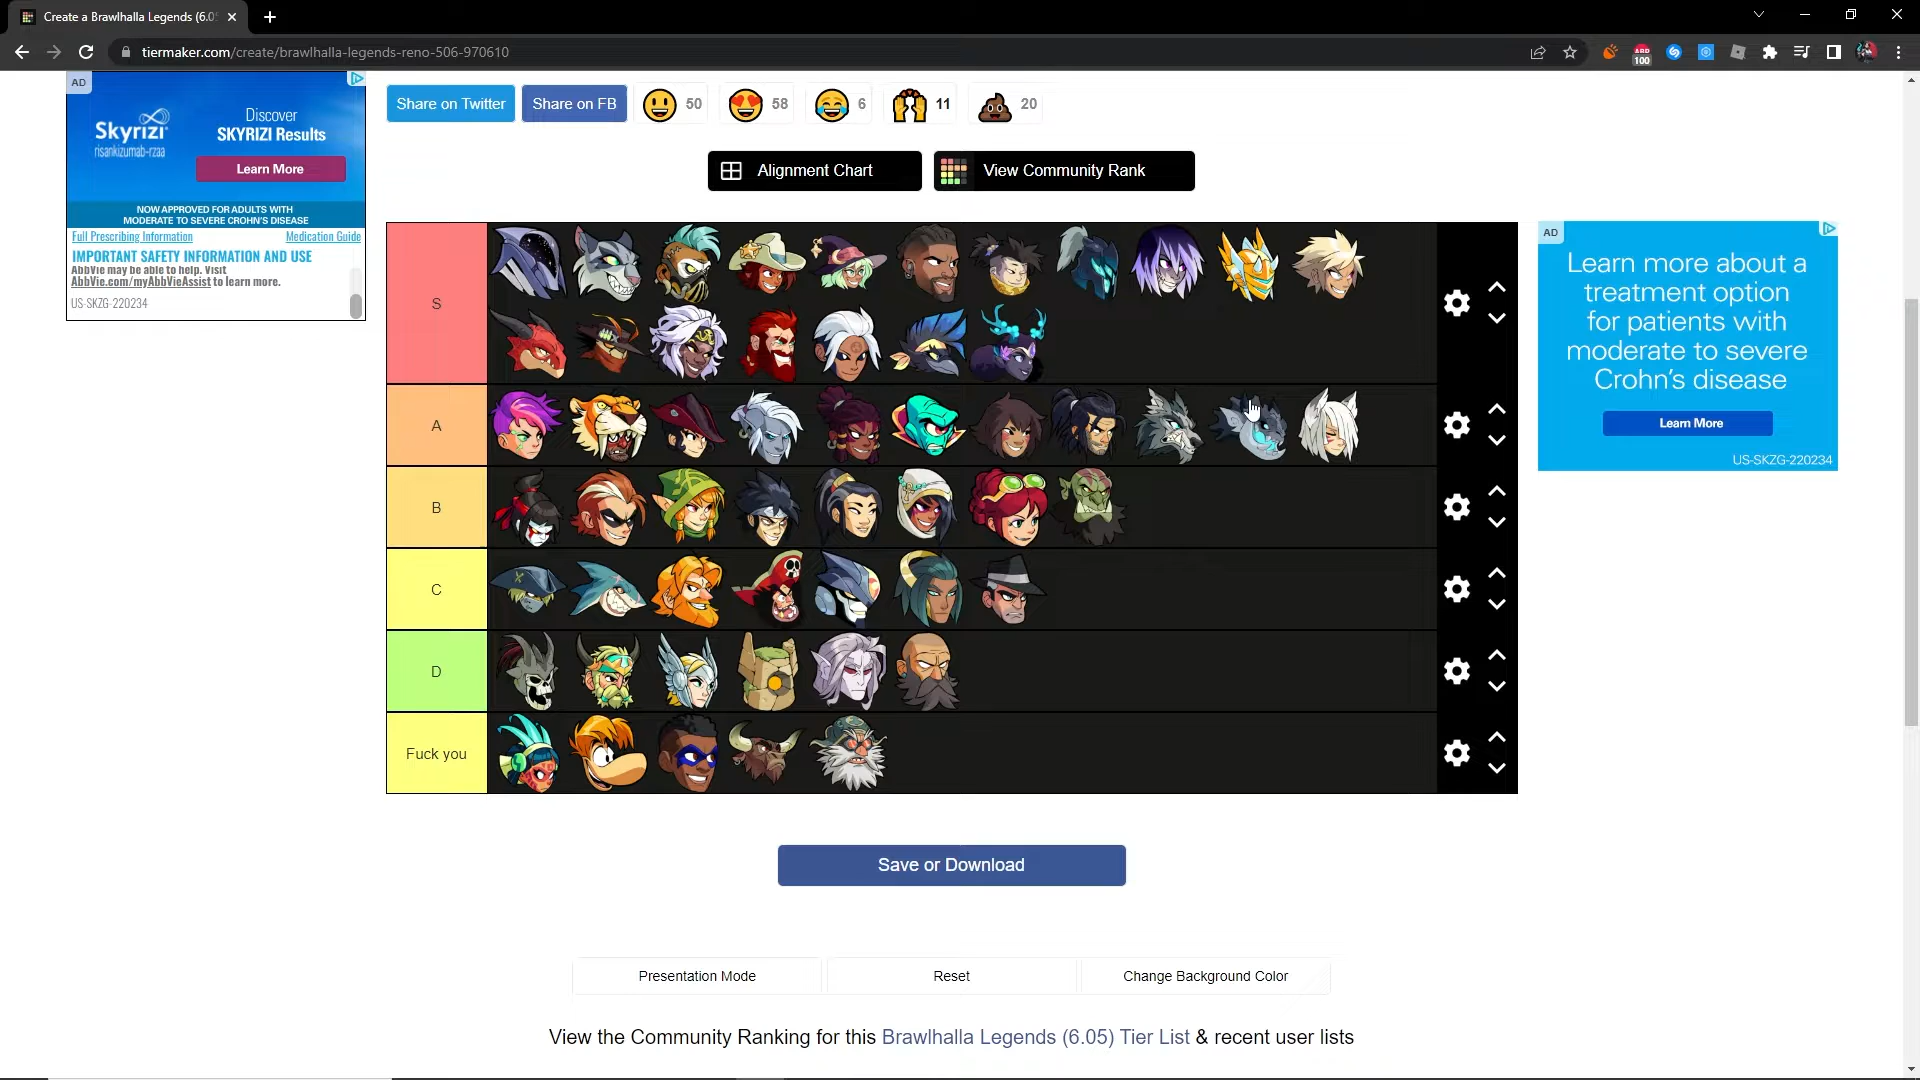 Create a Brawlhalla Legends (6.0
tiermaker.com/create/brawlhalla-legends-reno-506-970610
ABD
100
AD
Skyrizi
risankizumab-rzaa
Discover
SKYRIZI Results
Learn More
NOW APPROVED FOR ADULTS WITH
MODERATE TO SEVERE CROHN'S DISEASE
Full Prescribing Information
Medication Guide
IMPORTANT SAFETY INFORMATION AND USE
AbbVie may be able to help. Visit
AbbVie.com/myAbbVieAssist to learn more.
US-SKZG-220234
Share on Twitter
Share on FB
50
58
6
11
20
Alignment Chart
View Community Rank
S
A
B
C
D
Fuck you
AD
Learn more about a
treatment option
for patients with
moderate to severe
Crohn's disease
Learn More
US-SKZG-220234
Save or Download
Presentation Mode
Reset
Change Background Color
View the Community Ranking for this Brawlhalla Legends (6.05) Tier List & recent user lists